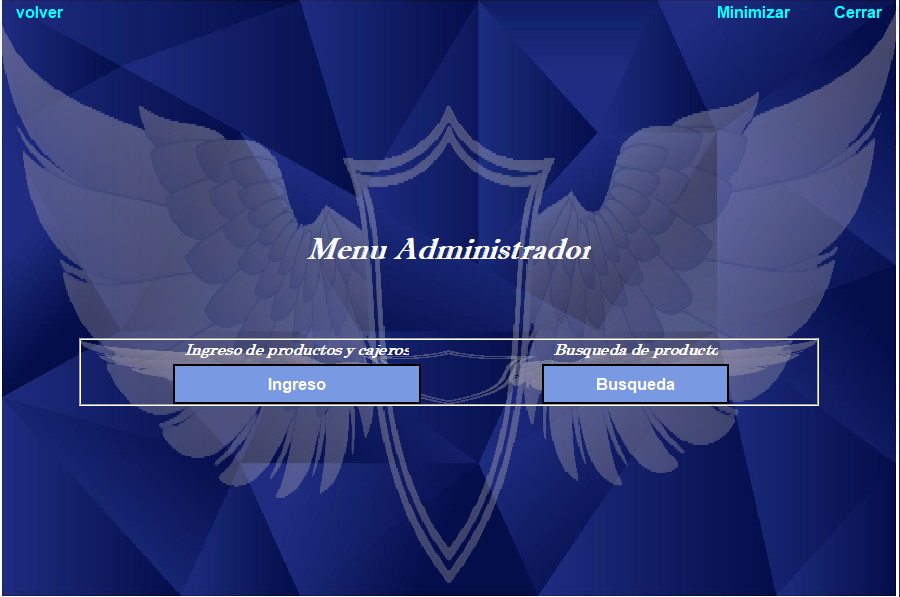 volver
Minimizar
Cerrar
Menu Administrador
Ingreso de productos y cajeros
Busqueda de producto
Ingreso
Busqueda